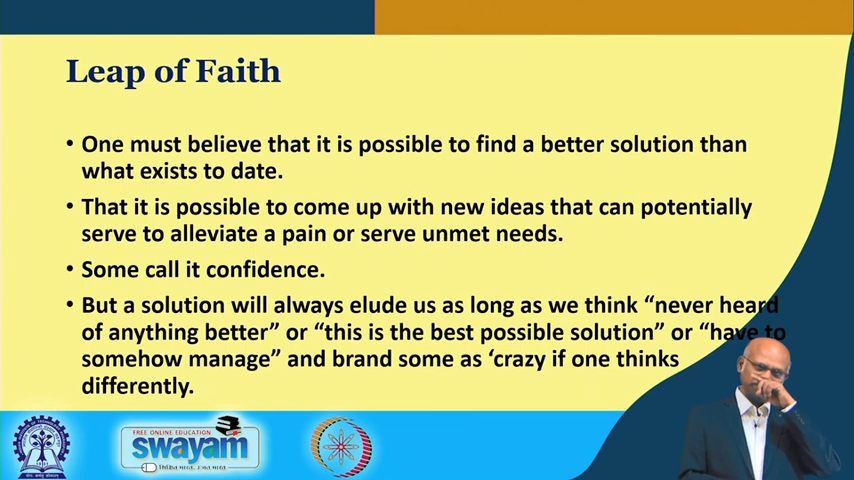 Leap of Faith
• One must believe that it is possible to find a better solution than
what exists to date.
• That it is possible to come up with new ideas that can potentially
serve to alleviate a pain or serve unmet needs.
• Some call it confidence.
• But a solution will always elude us as long as we think “never heard
of anything better” or “this is the best possible solution” or “have to
somehow manage” and brand some as ‘crazy if one thinks
differently.
FREE ONLINE EDUCATION
swayam